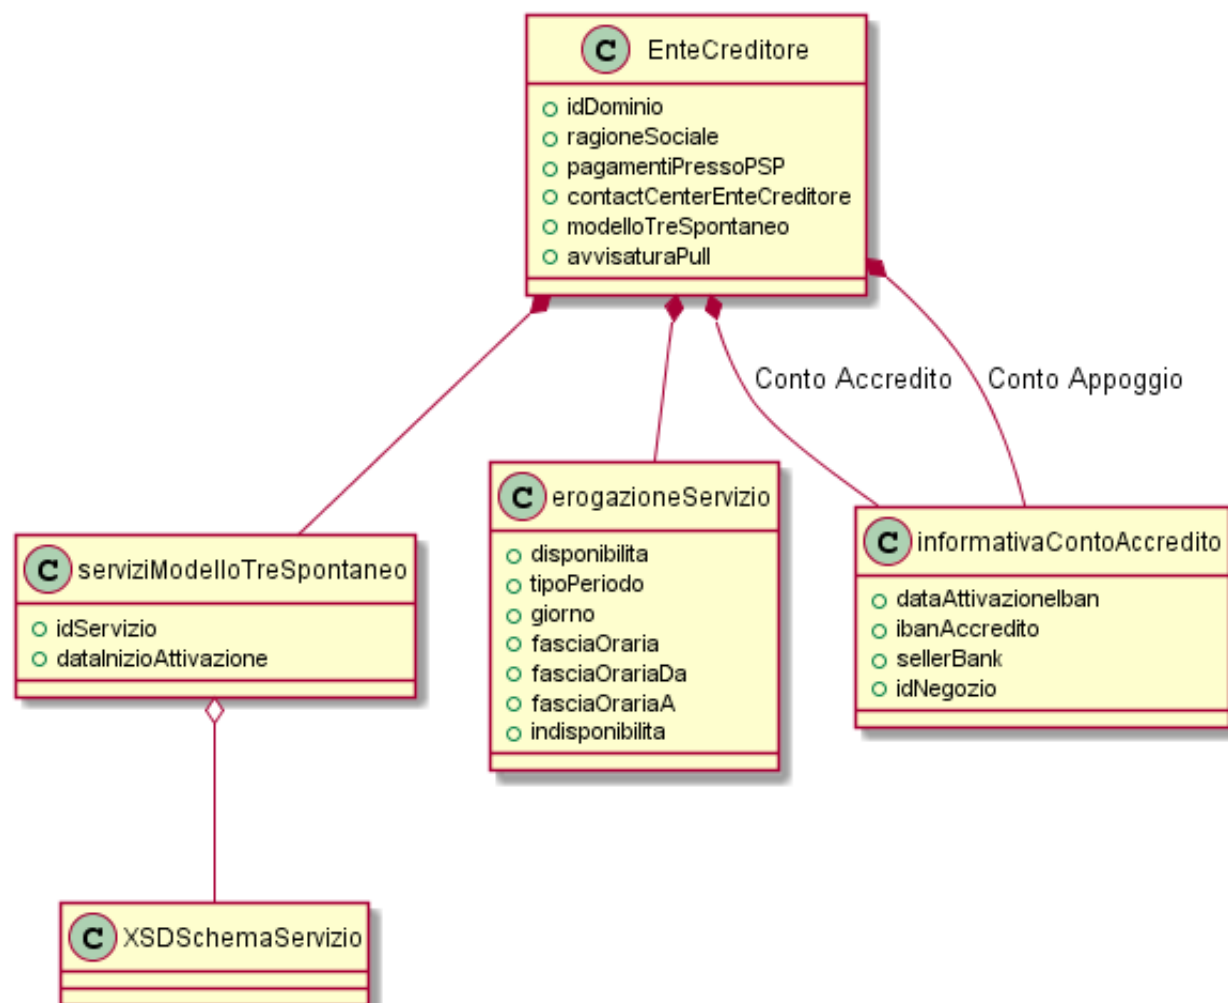 C EnteCreditore
idDominio
ragioneSociale
pagamentiPressoPSP
contactCenterEnteCreditore
modelloTreSpontaneo
avvisaturaPull
Conto Accredito
Conto Appoggio
C serviziModelloTreSpontaneo
idServizio
dataInizioAttivazione
C erogazioneServizio
disponibilita
tipoPeriodo
giorno
fasciaOraria
fasciaOrariaDa
fasciaOrariaA
indisponibilita
C informativaContoAccredito
dataAttivazioneIban
ibanAccredito
sellerBank
idNegozio
C XSDSchemaServizio